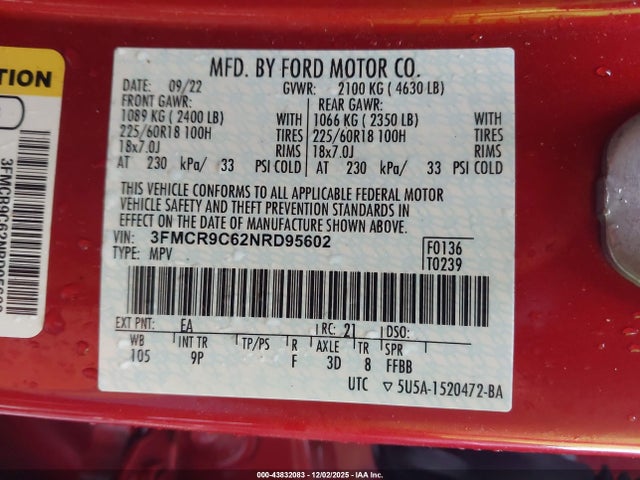 MFD. BY FORD MOTOR CO.
DATE: 09/22 GVWR: 2100 KG ( 4630 LB)
FRONT GAWR: REAR GAWR:
1089 KG ( 2400 LB) WITH 1066 KG ( 2350 LB) WITH
225/60R18 100H TIRES 225/60R18 100H TIRES
18x7.0J RIMS 18x7.0J RIMS
AT 230 kPa/ 33 PSI COLD AT 230 kPa/ 33 PSI COLD
THIS VEHICLE CONFORMS TO ALL APPLICABLE FEDERAL MOTOR
VEHICLE SAFETY AND THEFT PREVENTION STANDARDS IN
EFFECT ON THE DATE OF MANUFACTURE SHOWN ABOVE.
VIN: 3FMCR9C62NRD95602 F0136
TYPE: MPV T0239
EXT PNT: EA RC: 21 DSO:
WB INT TR TP/PS R AXLE TR SPR
105 9P F 3D 8 FFBB
UTC ▽ 5U5A-1520472-BA
TION
3FMCR9C62NRD95602
000-43832083 - 12/02/2025 - IAA Inc.